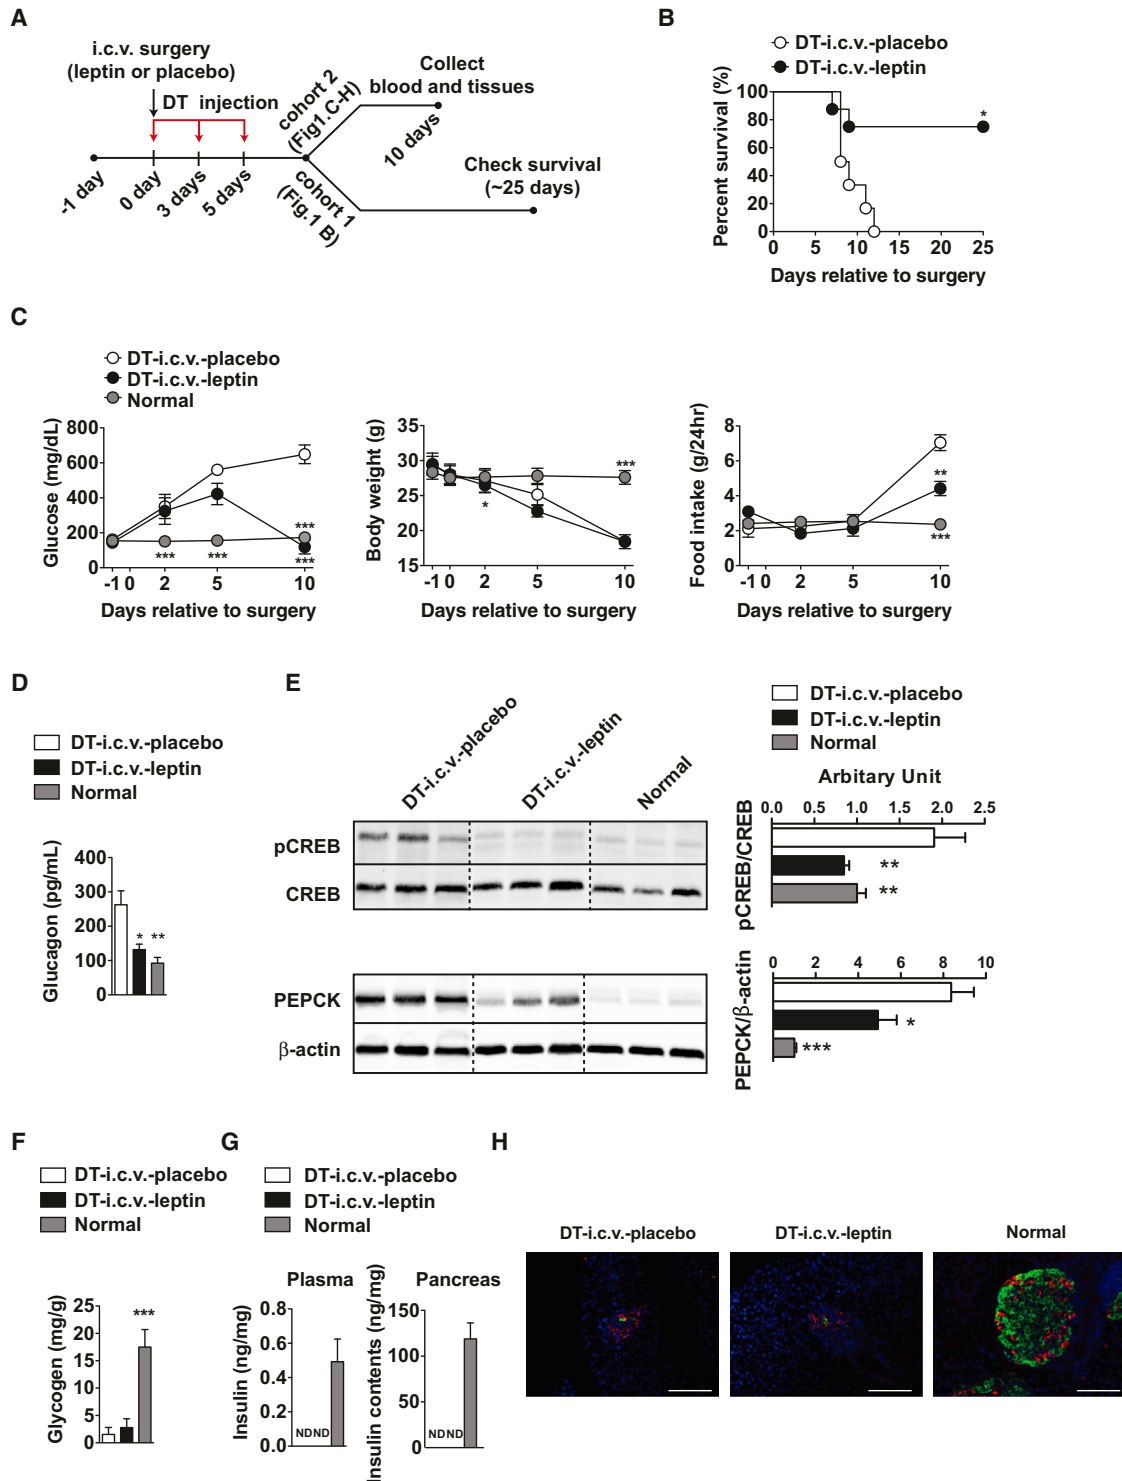 A
i.c.v. surgery
(leptin or placebo)
DT injection
-1 day
0 day
3 days
5 days
cohort 2
(Fig1.C-H)
cohort 1
(Fig.1 B)
Collect
blood and tissues
10 days
Check survival
(~25 days)
B
DT-i.c.v.-placebo
DT-i.c.v.-leptin
Percent survival (%)
100
80
60
40
20
0
*
0 5 10 15 20 25
Days relative to surgery
C
DT-i.c.v.-placebo
DT-i.c.v.-leptin
Normal
Glucose (mg/dL)
800
600
400
200
0
*** *** *** ***
-1 0 2 5 10
Days relative to surgery
Body weight (g)
35
30
25
20
15
* ***
-1 0 2 5 10
Days relative to surgery
Food intake (g/24hr)
8
6
4
2
0
**
***
-1 0 2 5 10
Days relative to surgery
D
DT-i.c.v.-placebo
DT-i.c.v.-leptin
Normal
Glucagon (pg/mL)
400
300
200
100
0
* **
E
DT-i.c.v.-placebo
DT-i.c.v.-leptin
Normal
pCREB
CREB
PEPCK
β-actin
DT-i.c.v.-placebo
DT-i.c.v.-leptin
Normal
Arbitary Unit
0.0 0.5 1.0 1.5 2.0 2.5
pCREB/CREB
**
**
0 2 4 6 8 10
PEPCK/β-actin
*
***
F
DT-i.c.v.-placebo
DT-i.c.v.-leptin
Normal
Glycogen (mg/g)
25
20
15
10
5
0
***
G
DT-i.c.v.-placebo
DT-i.c.v.-leptin
Normal
Plasma
Insulin (ng/mg)
0.8
0.6
0.4
0.2
0.0
ND ND
Pancreas
Insulin contents (ng/mg)
150
100
50
0
ND ND
H
DT-i.c.v.-placebo
DT-i.c.v.-leptin
Normal